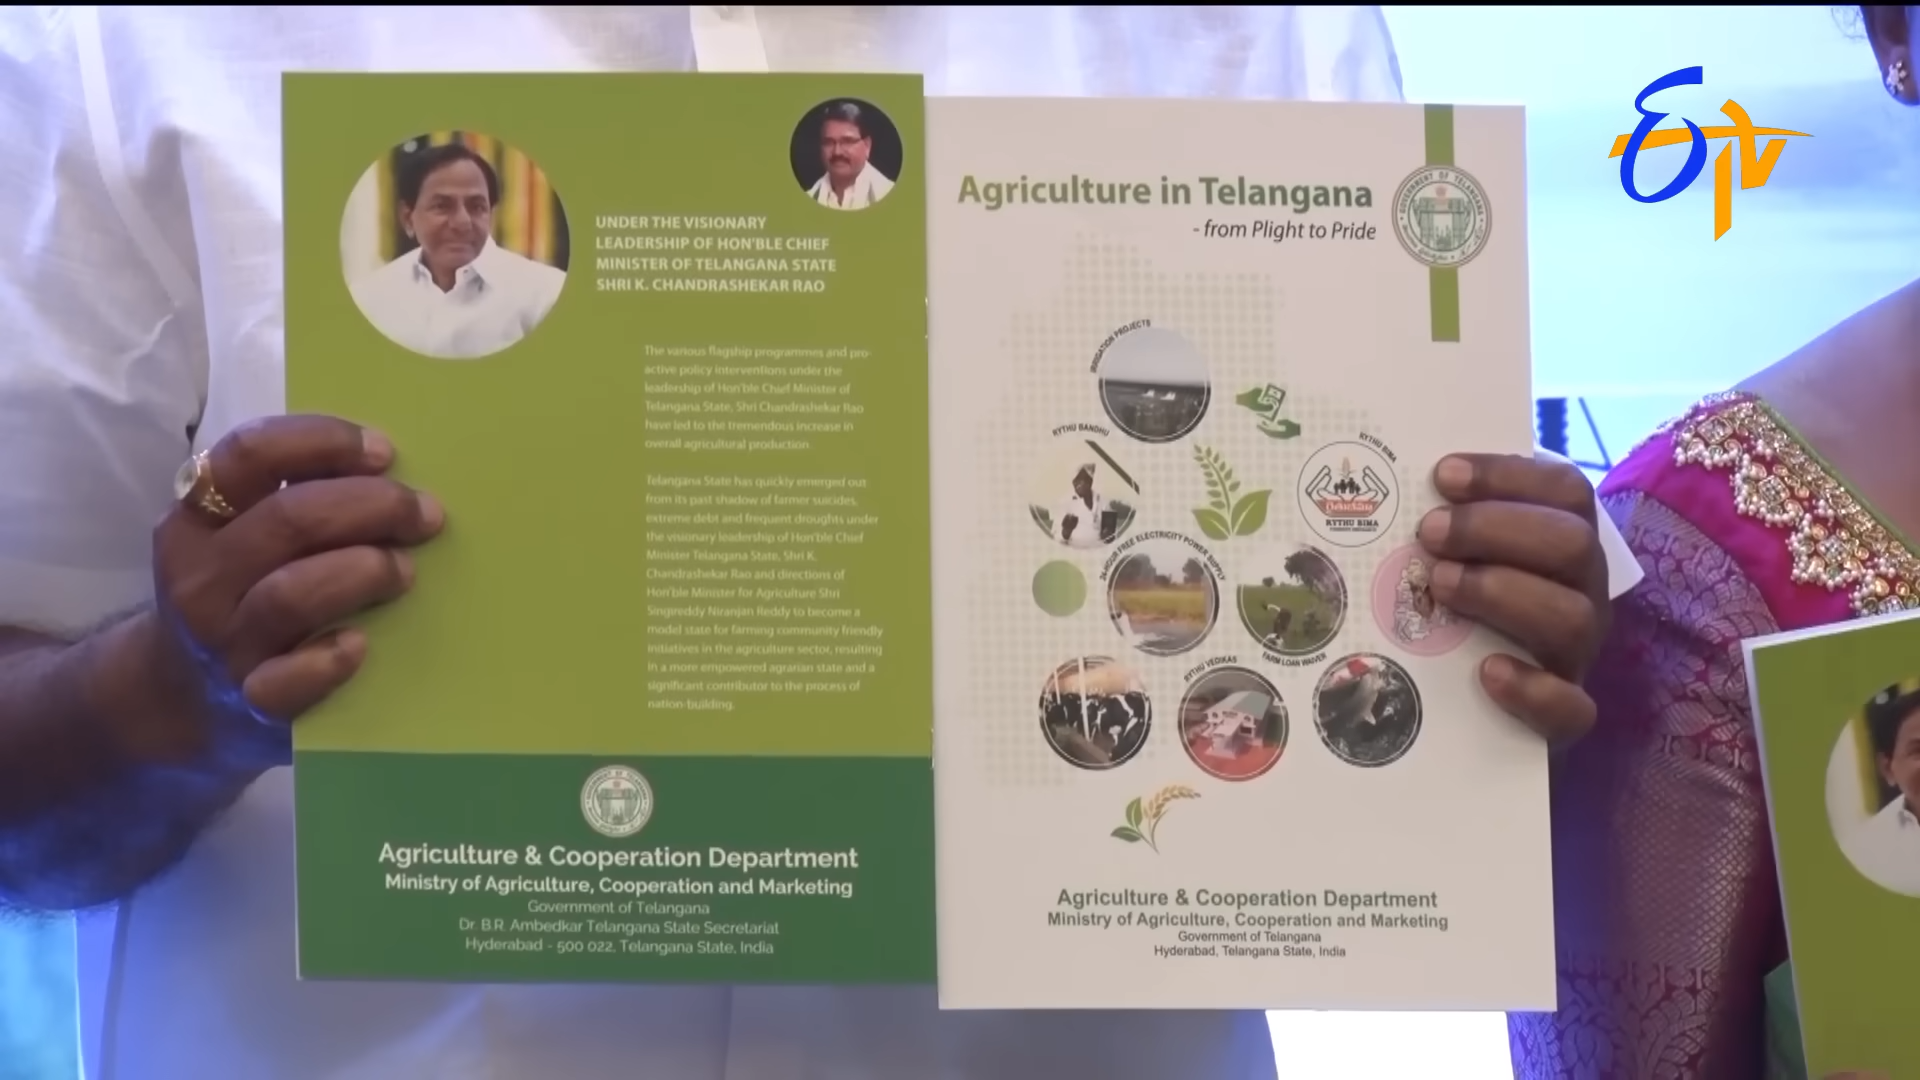 UNDER THE VISIONARY
LEADERSHIP OF HON'BLE CHIEF
MINISTER OF TELANGANA STATE
SHRI K. CHANDRASHEKAR RAO
The various flagship programmes and pro-
active policy interventions under the
leadership of Hon'ble Chief Minister of
Telangana State, Shri Chandrashekar Rao
have led to the tremendous increase in
overall agricultural production.
Telangana State has quickly emerged out
from its past shadow of farmer suicides,
extreme debt and frequent droughts under
the visionary leadership of Hon'ble Chief
Minister Telangana State, Shri K.
Chandrashekar Rao and directions of
Hon'ble Minister for Agriculture Shri
Singireddy Niranjan Reddy to become a
model state for farming community friendly
initiatives in the agriculture sector, resulting
in a more empowered agrarian state and a
significant contributor to the process of
nation-building.
Agriculture & Cooperation Department
Ministry of Agriculture, Cooperation and Marketing
Government of Telangana
Dr. B.R. Ambedkar Telangana State Secretariat
Hyderabad - 500 022, Telangana State, India
Agriculture in Telangana
- from Plight to Pride
GOVERNMENT OF TELANGANA
IRRIGATION PROJECTS
RYTHU BANDHU
RYTHU BIMA
RYTHU BIMA
24 HOUR FREE ELECTRICITY POWER SUPPLY
FARM LOAN WAIVER
RYTHU VEDIKAS
Agriculture & Cooperation Department
Ministry of Agriculture, Cooperation and Marketing
Government of Telangana
Hyderabad, Telangana State, India
ETV